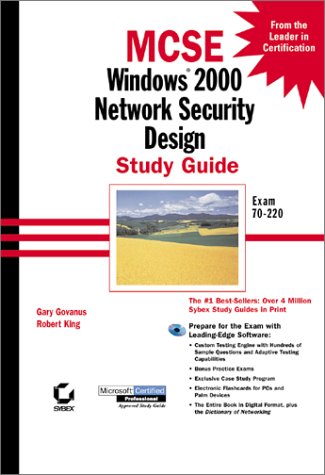 From the
Leader in
Certification
MCSE
Windows® 2000
Network Security
Design
Study Guide
Exam
70-220
Gary Govanus
Robert King
The #1 Best-Sellers: Over 4 Million
Sybex Study Guides in Print
Prepare for the Exam with
Leading-Edge Software:
• Custom Testing Engine with Hundreds of
Sample Questions and Adaptive Testing
Capabilities
• Bonus Practice Exams
• Exclusive Case Study Program
• Electronic Flashcards for PCs and
Palm Devices
• The Entire Book in Digital Format, plus
the Dictionary of Networking
SYBEX
Microsoft Certified
Professional
Approved Study Guide